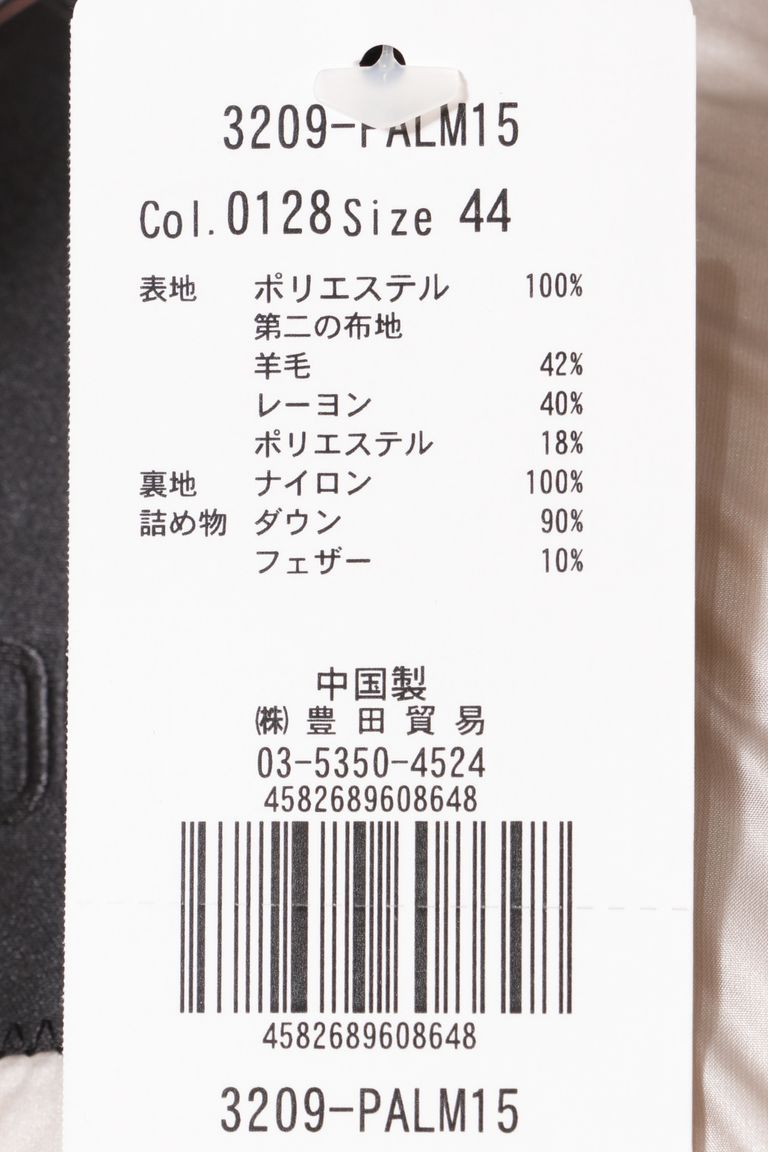 3209-PALM15
Col.0128 Size 44
表地 ポリエステル 100%
第二の布地
羊毛 42%
レーヨン 40%
ポリエステル 18%
裏地 ナイロン 100%
詰め物 ダウン 90%
フェザー 10%
中国製
㈱ 豊田貿易
03-5350-4524
4582689608648
4582689608648
3209-PALM15